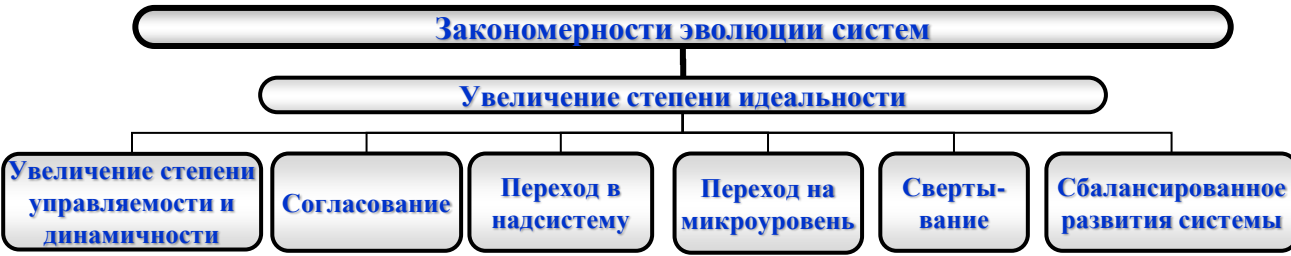 Закономерности эволюции систем
Увеличение степени идеальности
Увеличение степени
управляемости и
динамичности
Согласование
Переход в
надсистему
Переход на
микроуровень
Сверты-
вание
Сбалансированное
развития системы